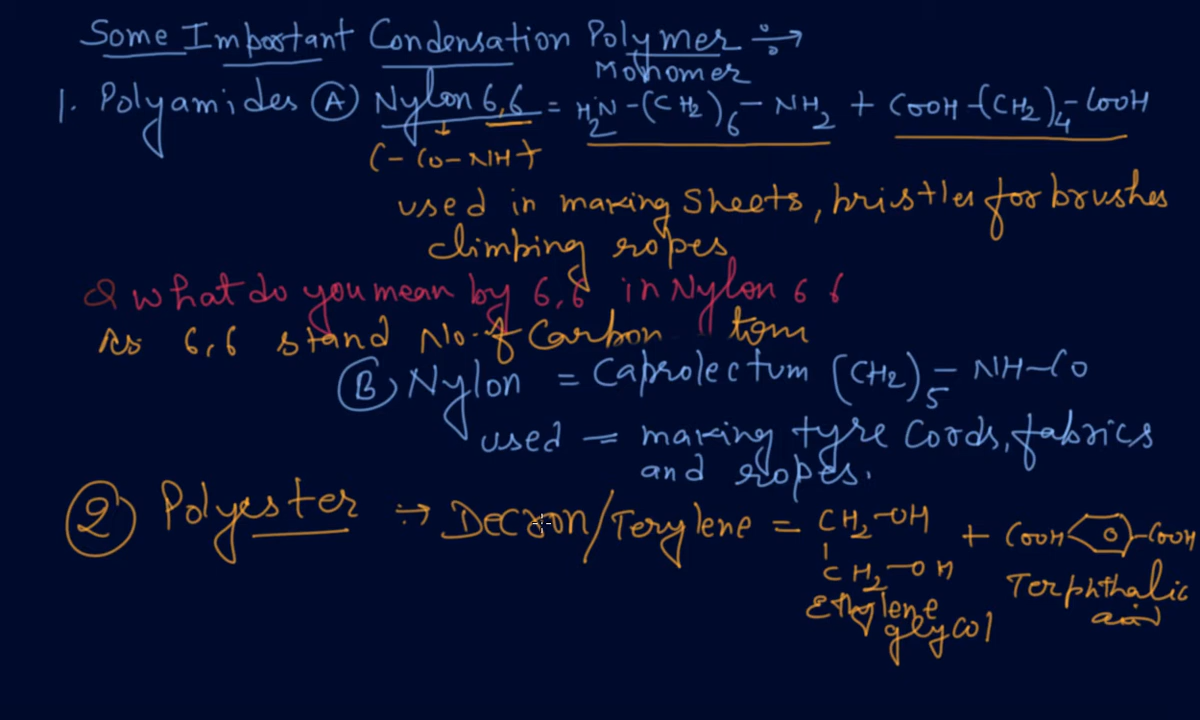 Some Important Condensation Polymer ÷→
Monomer
1. Polyamides (A) Nylon 6,6 = H₂N-(CH₂)₆-NH₂ + COOH-(CH₂)₄-COOH
(-CO-NH-)
used in making Sheets, bristles for brushes
climbing ropes
Q what do you mean by 6,6 in Nylon 6 6
As 6,6 stand No. of Carbon tom
(B) Nylon = Caprolectum (CH₂)₅-NH-CO
used = making tyre Cords, fabrics
and ropes.
(2) Polyester → Decron/Terylene = CH₂-OH + COOH-COOH
CH₂-OH
Ethylene glycol
Terphthalic acid